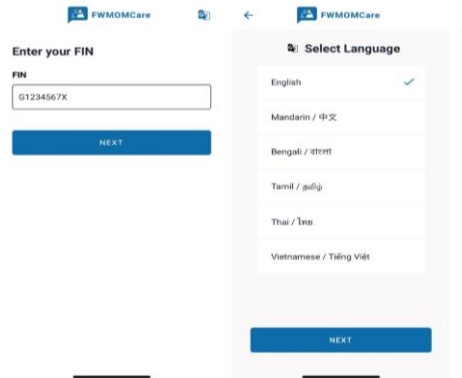 FWMOMCare
Enter your FIN
FIN
G1234567X
NEXT
FWMOMCare
Select Language
English
Mandarin / 中文
Bengali / বাংলা
Tamil / தமிழ்
Thai / ไทย
Vietnamese / Tiếng Việt
NEXT